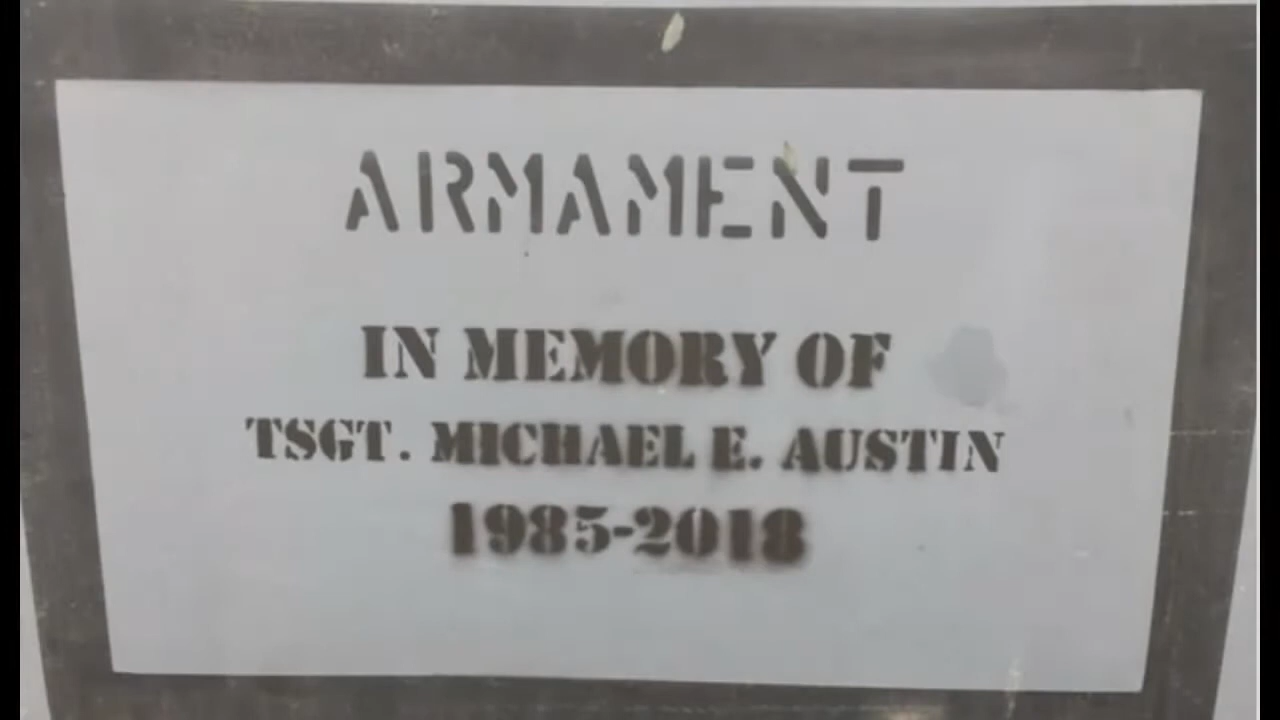 ARMAMENT
IN MEMORY OF
TSGT. MICHAEL E. AUSTIN
1985-2018